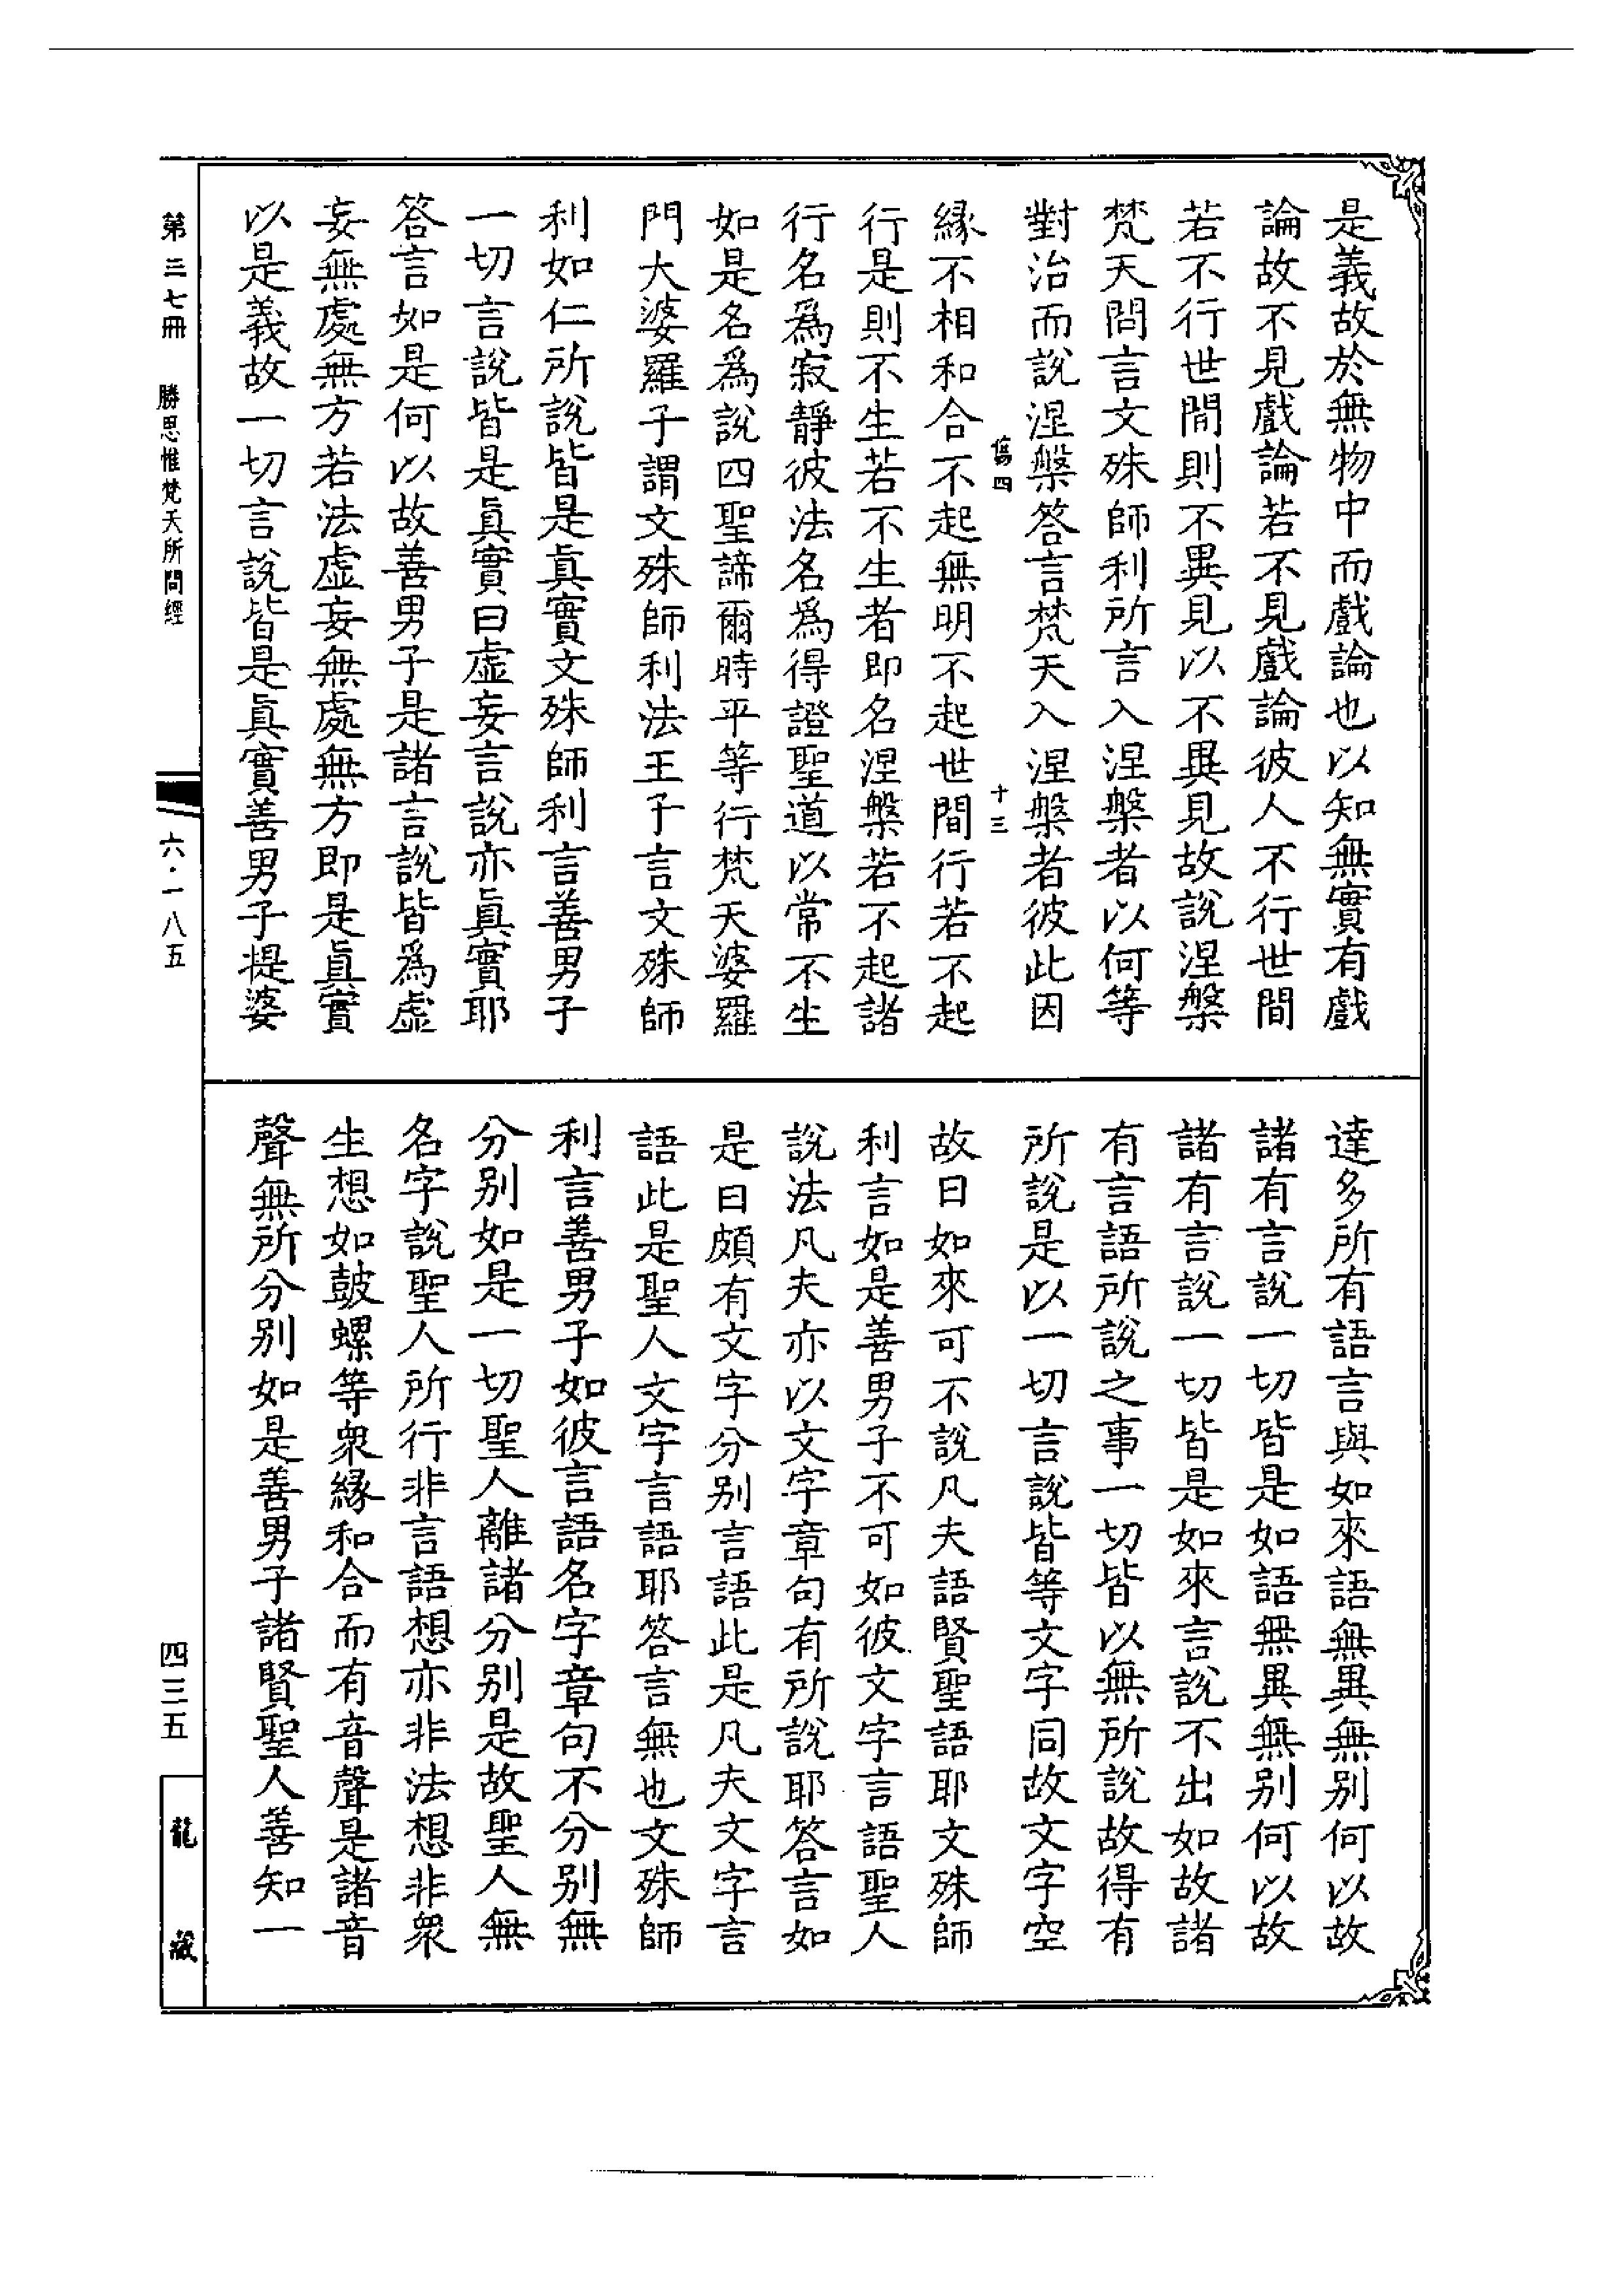 是義故於無物中而戲論也以知無實有戲
論故不見戲論若不見戲論彼人不行世間
若不行世間則不異見以不異見故說涅槃
梵天問言文殊師利所言入涅槃者以何等
對治而說涅槃答言梵天入涅槃者彼此因
傷四 十三
緣不相和合不起無明不起世間行若不起
行是則不生若不生者即名涅槃若不起諸
行名爲寂靜彼法名爲得證聖道以常不生
如是名爲說四聖諦爾時平等行梵天婆羅
門大婆羅子謂文殊師利法王子言文殊師
利如仁所說皆是眞實文殊師利言善男子
一切言說皆是眞實曰虛妄言說亦眞實耶
答言如是何以故善男子是諸言說皆爲虛
妄無處無方若法虛妄無處無方即是眞實
以是義故一切言說皆是眞實善男子提婆
達多所有語言與如來語無異無別何以故
諸有言說一切皆是如語無異無別何以故
諸有言說一切皆是如來言說不出如故諸
有言語所說之事一切皆以無所說故得有
所說是以一切言說皆等文字同故文字空
故曰如來可不說凡夫語賢聖語耶文殊師
利言如是善男子不可如彼文字言語聖人
說法凡夫亦以文字章句有所說耶答言如
是曰頗有文字分別言語此是凡夫文字言
語此是聖人文字言語耶答言無也文殊師
利言善男子如彼言語名字章句不分別無
分別如是一切聖人離諸分別是故聖人無
名字說聖人所行非言語想亦非法想非衆
生想如鼓螺等衆緣和合而有音聲是諸音
聲無所分別如是善男子諸賢聖人善知一
第三七冊 勝思惟梵天所問經
六·一八五
四三五
龍藏